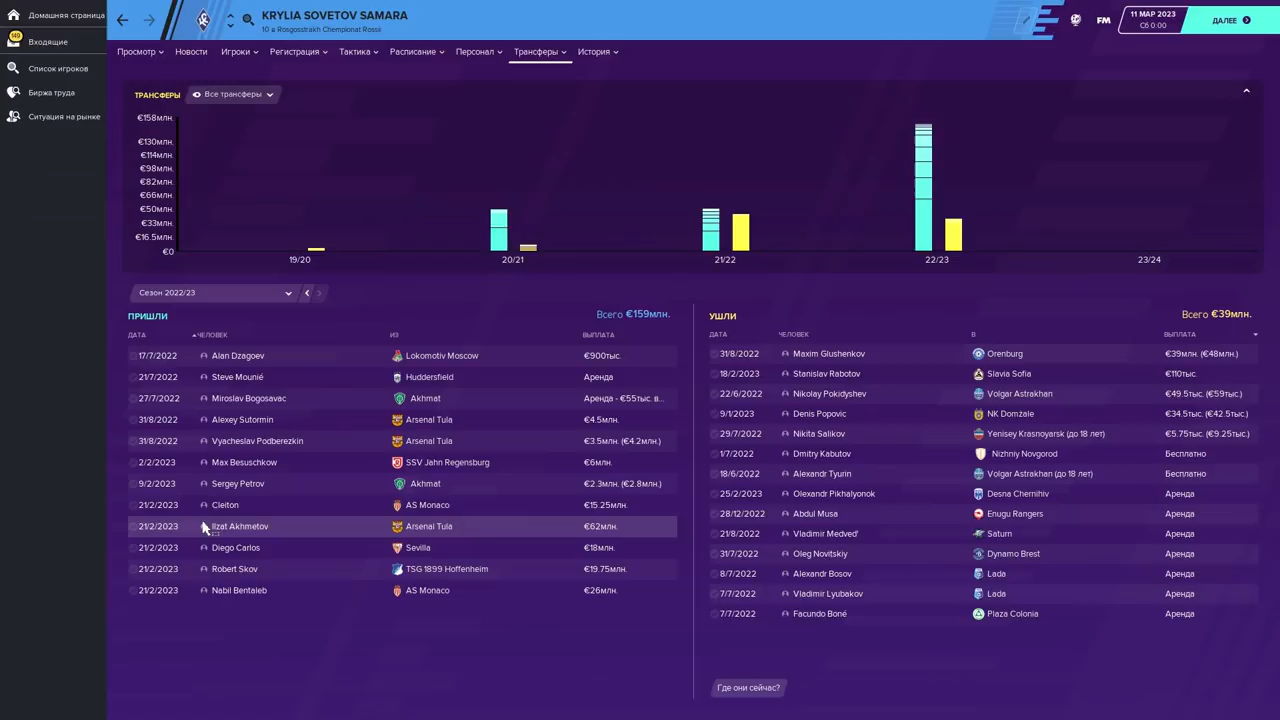 Домашняя страница
149
Входящие
Список игроков
Биржа труда
Ситуация на рынке
KRYLIA SOVETOV SAMARA
10 в Rosgosstrakh Chempionat Rossii
FM
11 МАР 2023
Сб 0:00
ДАЛЕЕ
Просмотр
Новости
Игроки
Регистрация
Тактика
Расписание
Персонал
Трансферы
История
ТРАНСФЕРЫ
Все трансферы
€158млн.
€130млн.
€114млн.
€98млн.
€82млн.
€66млн.
€50млн.
€33млн.
€16.5млн.
€0
19/20
20/21
21/22
22/23
23/24
Сезон 2022/23
ПРИШЛИ
Всего €159млн.
ДАТА ЧЕЛОВЕК ИЗ ВЫПЛАТА
17/7/2022 Alan Dzagoev Lokomotiv Moscow €900тыс.
21/7/2022 Steve Mounié Huddersfield Аренда
27/7/2022 Miroslav Bogosavac Akhmat Аренда - €55тыс. в...
31/8/2022 Alexey Sutormin Arsenal Tula €4.5млн.
31/8/2022 Vyacheslav Podberezkin Arsenal Tula €3.5млн. (€4.2млн.)
2/2/2023 Max Besuschkow SSV Jahn Regensburg €6млн.
9/2/2023 Sergey Petrov Akhmat €2.3млн. (€2.8млн.)
21/2/2023 Cleiton AS Monaco €15.25млн.
21/2/2023 Ilzat Akhmetov Arsenal Tula €62млн.
21/2/2023 Diego Carlos Sevilla €18млн.
21/2/2023 Robert Skov TSG 1899 Hoffenheim €19.75млн.
21/2/2023 Nabil Bentaleb AS Monaco €26млн.
УШЛИ
Всего €39млн.
ДАТА ЧЕЛОВЕК В ВЫПЛАТА
31/8/2022 Maxim Glushenkov Orenburg €39млн. (€48млн.)
18/2/2023 Stanislav Rabotov Slavia Sofia €110тыс.
22/6/2022 Nikolay Pokidyshev Volgar Astrakhan €49.5тыс. (€59тыс.)
9/1/2023 Denis Popovic NK Domžale €34.5тыс. (€42.5тыс.)
29/7/2022 Nikita Salikov Yenisey Krasnoyarsk (до 18 лет) €5.75тыс. (€9.25тыс.)
1/7/2022 Dmitry Kabutov Nizhniy Novgorod Бесплатно
18/6/2022 Alexandr Tyurin Volgar Astrakhan (до 18 лет) Бесплатно
25/2/2023 Olexandr Pikhalyonok Desna Chernihiv Аренда
28/12/2022 Abdul Musa Enugu Rangers Аренда
21/8/2022 Vladimir Medved' Saturn Аренда
31/7/2022 Oleg Novitskiy Dynamo Brest Аренда
8/7/2022 Alexandr Bosov Lada Аренда
7/7/2022 Vladimir Lyubakov Lada Аренда
7/7/2022 Facundo Boné Plaza Colonia Аренда
Где они сейчас?